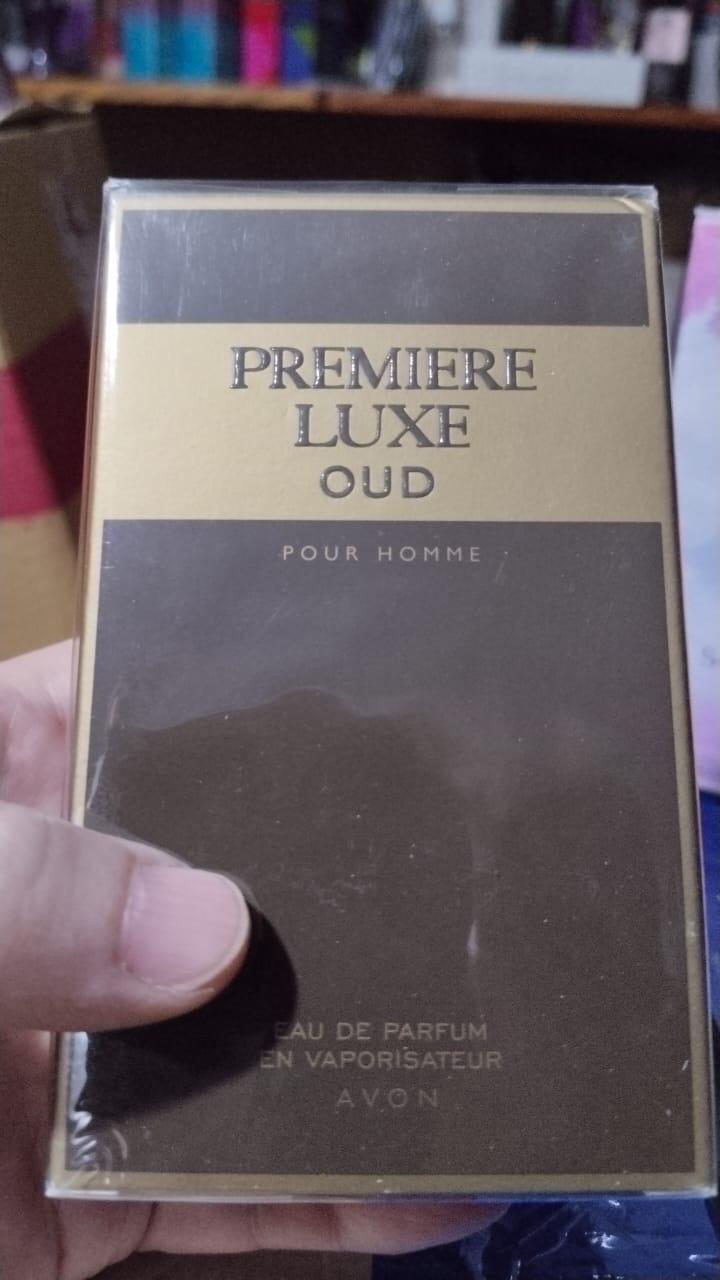 PREMIERE
LUXE
OUD
POUR HOMME
EAU DE PARFUM
EN VAPORISATEUR
AVON